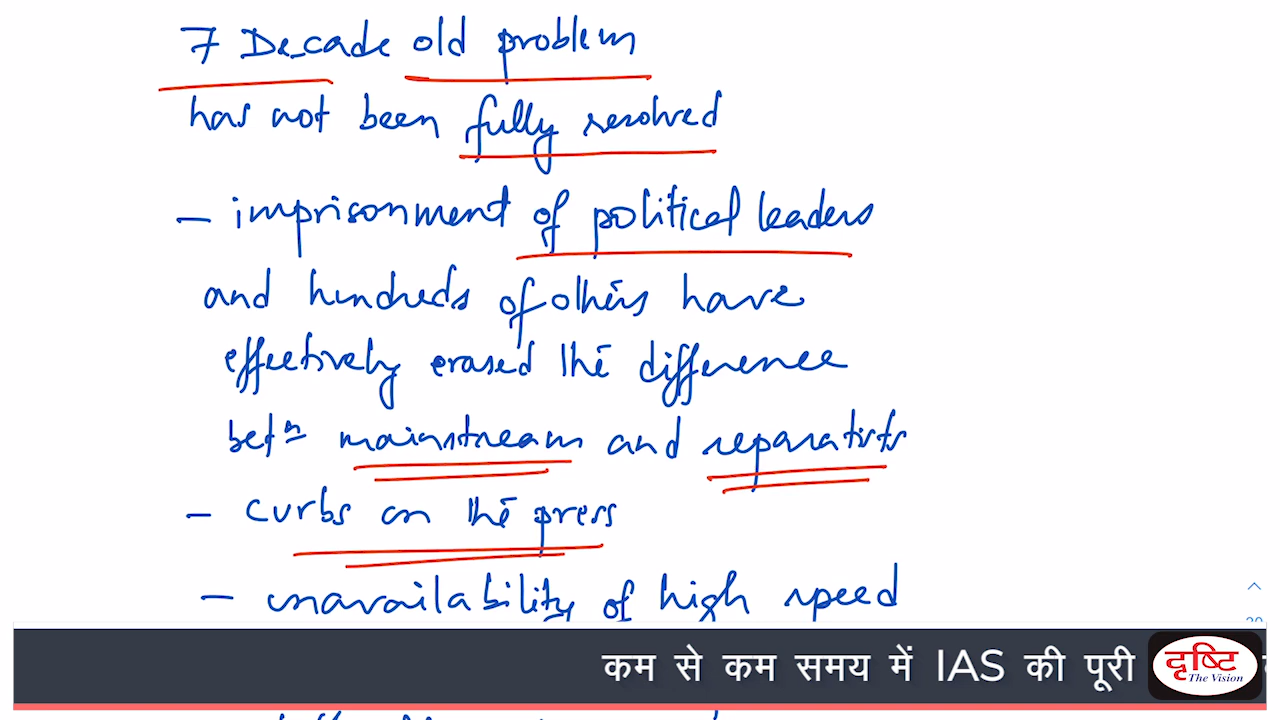 7 Decade old problem
has not been fully resolved
– imprisonment of political leaders
and hundreds of others have
effectively erased the difference
betⁿ mainstream and separatists
– curbs on the press
– unavailability of high speed
कम से कम समय में IAS की पूरी
दृष्टि
The Vision